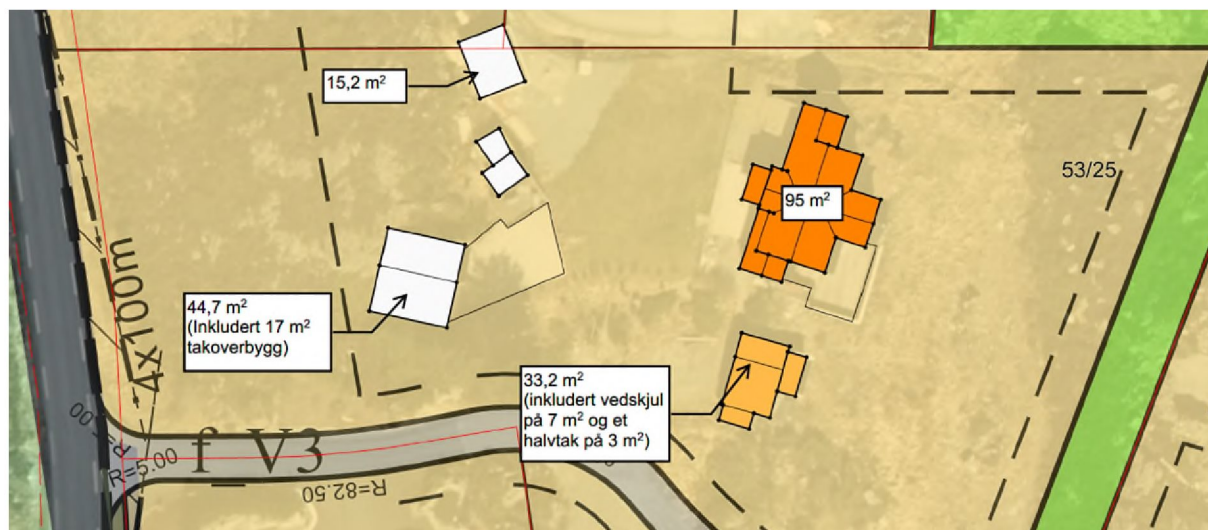 15,2 m²
53/25
95 m²
4x100m
44,7 m²
(Inkludert 17 m²
takoverbygg)
33,2 m²
(inkludert vedskjul
på 7 m² og et
halvtak på 3 m²)
f V3
R=5.00
R=82.50